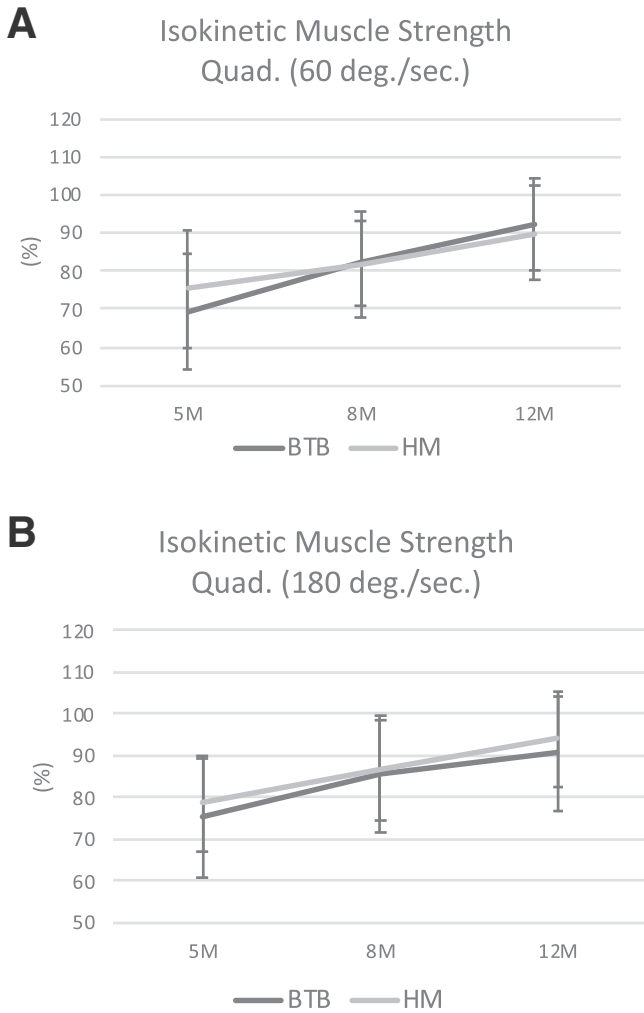 A
Isokinetic Muscle Strength
Quad. (60 deg./sec.)
120
110
100
90
80
70
60
50
(%)
5M 8M 12M
BTB HM
B
Isokinetic Muscle Strength
Quad. (180 deg./sec.)
120
110
100
90
80
70
60
50
(%)
5M 8M 12M
BTB HM